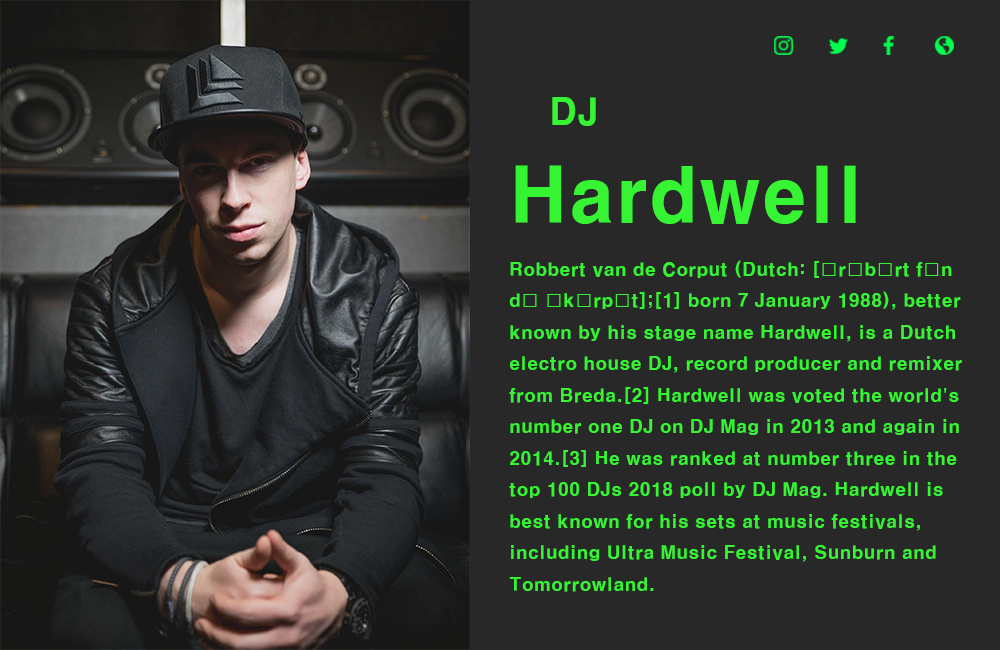 DJ
Hardwell
Robbert van de Corput (Dutch: [□r□b□rt f□n
d□ □k□rp□t];[1] born 7 January 1988), better
known by his stage name Hardwell, is a Dutch
electro house DJ, record producer and remixer
from Breda.[2] Hardwell was voted the world's
number one DJ on DJ Mag in 2013 and again in
2014.[3] He was ranked at number three in the
top 100 DJs 2018 poll by DJ Mag. Hardwell is
best known for his sets at music festivals,
including Ultra Music Festival, Sunburn and
Tomorrowland.